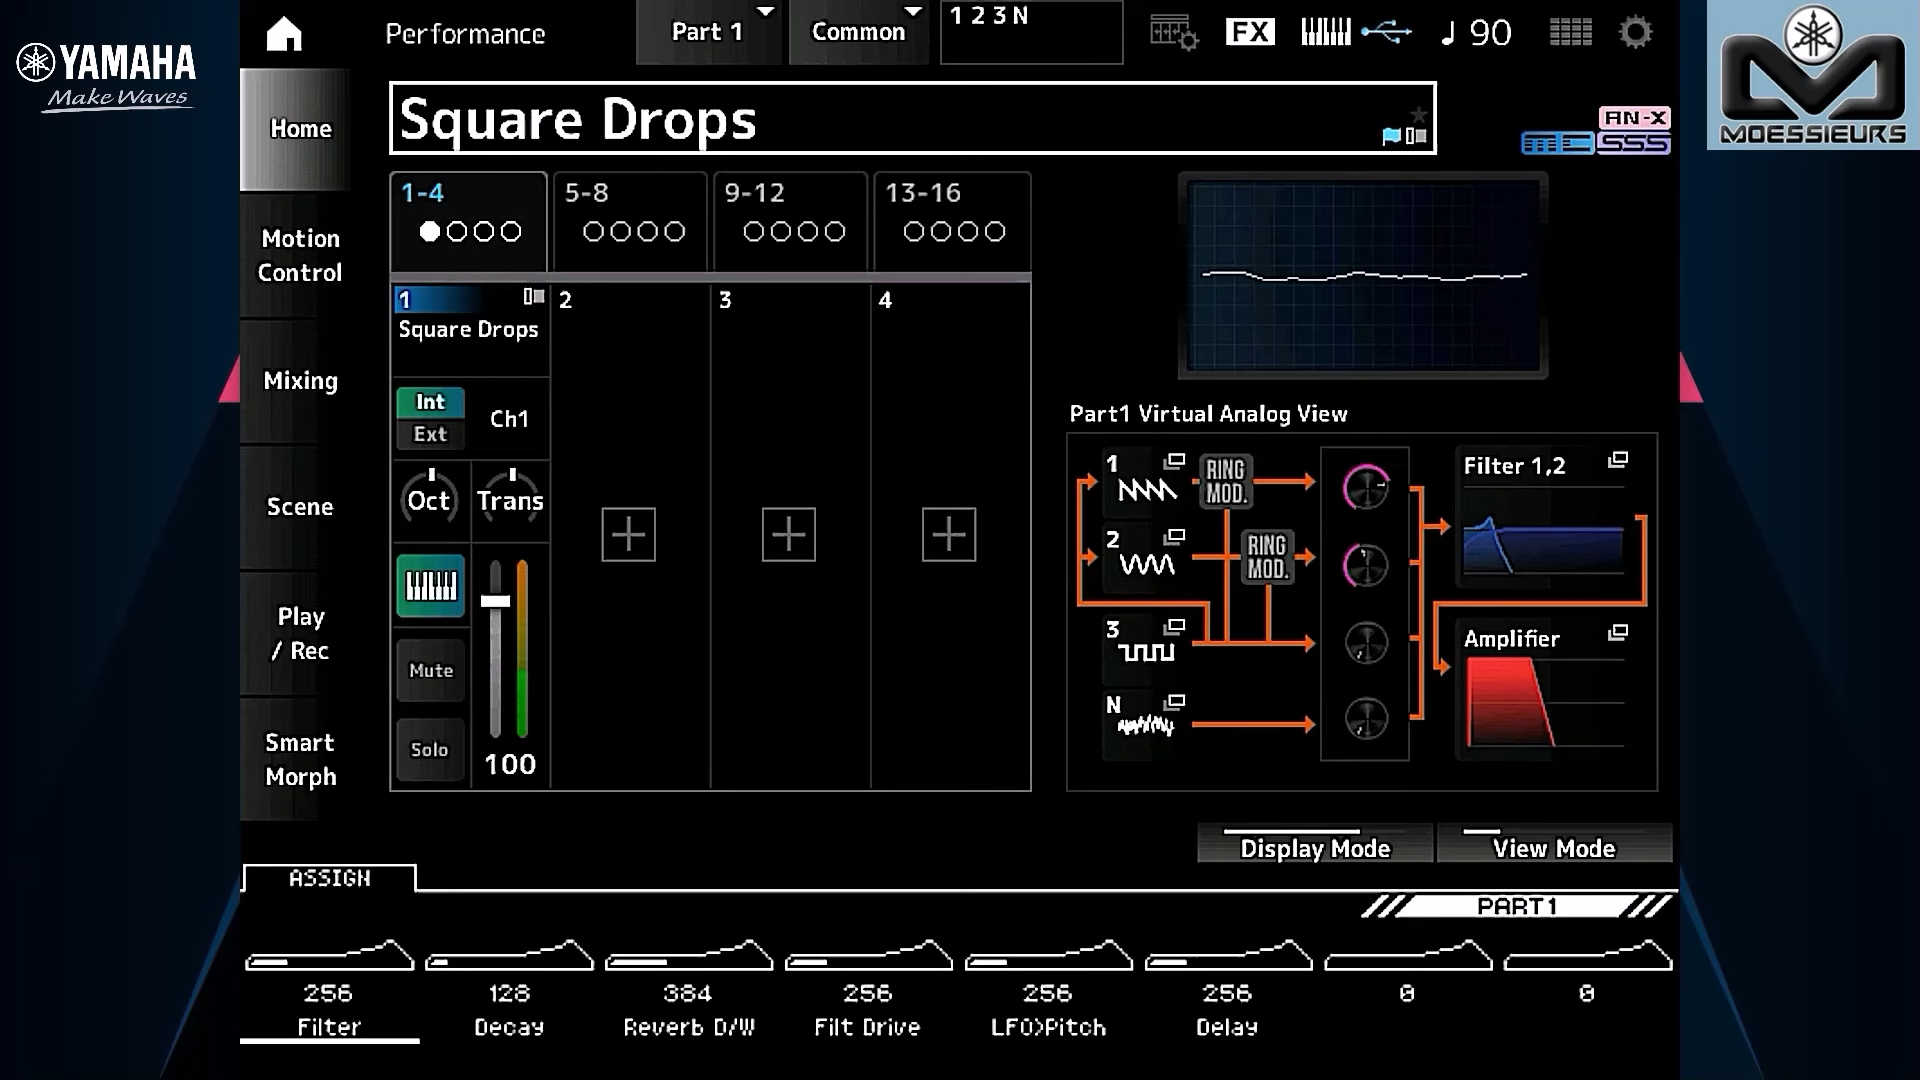 YAMAHA
Make Waves
Performance
Part 1
Common
1 2 3 N
FX
♩ 90
MOESSIEURS
Home
Square Drops
AN-X
SSS
Motion
Control
1-4
5-8
9-12
13-16
1
2
3
4
Square Drops
Mixing
Int
Ext
Ch1
Part1 Virtual Analog View
1
RING
MOD.
Filter 1,2
Scene
Oct
Trans
2
RING
MOD.
Play
/ Rec
3
Amplifier
Mute
N
Smart
Morph
Solo
100
Display Mode
View Mode
ASSIGN
PART1
256
128
384
256
256
256
0
0
Filter
Decay
Reverb D/W
Filt Drive
LFO>Pitch
Delay